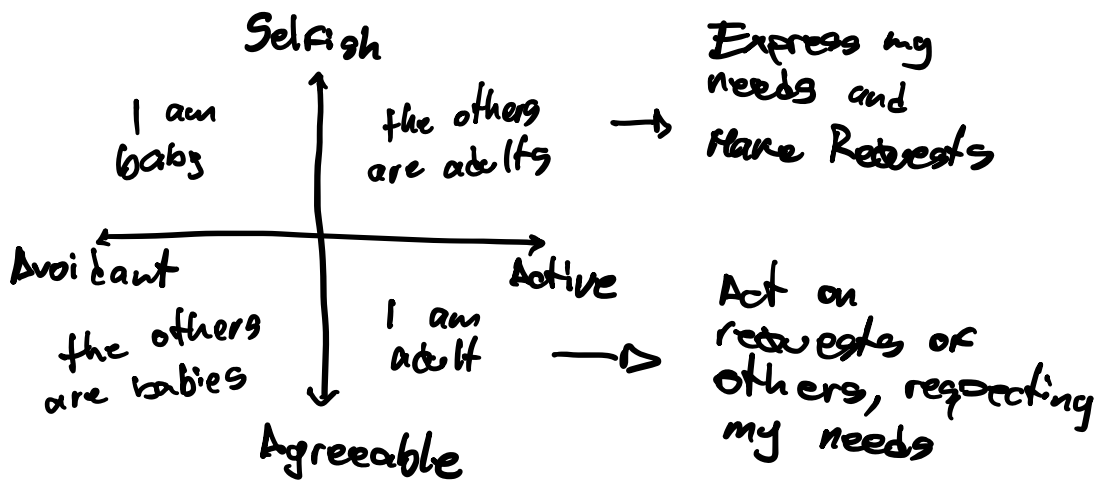 Selfish
I am
baby
the others
are adults
Express my
needs and
Make Requests
Avoidant
Active
the others
are babies
I am
adult
Act on
requests of
others, respecting
my needs
Agreeable